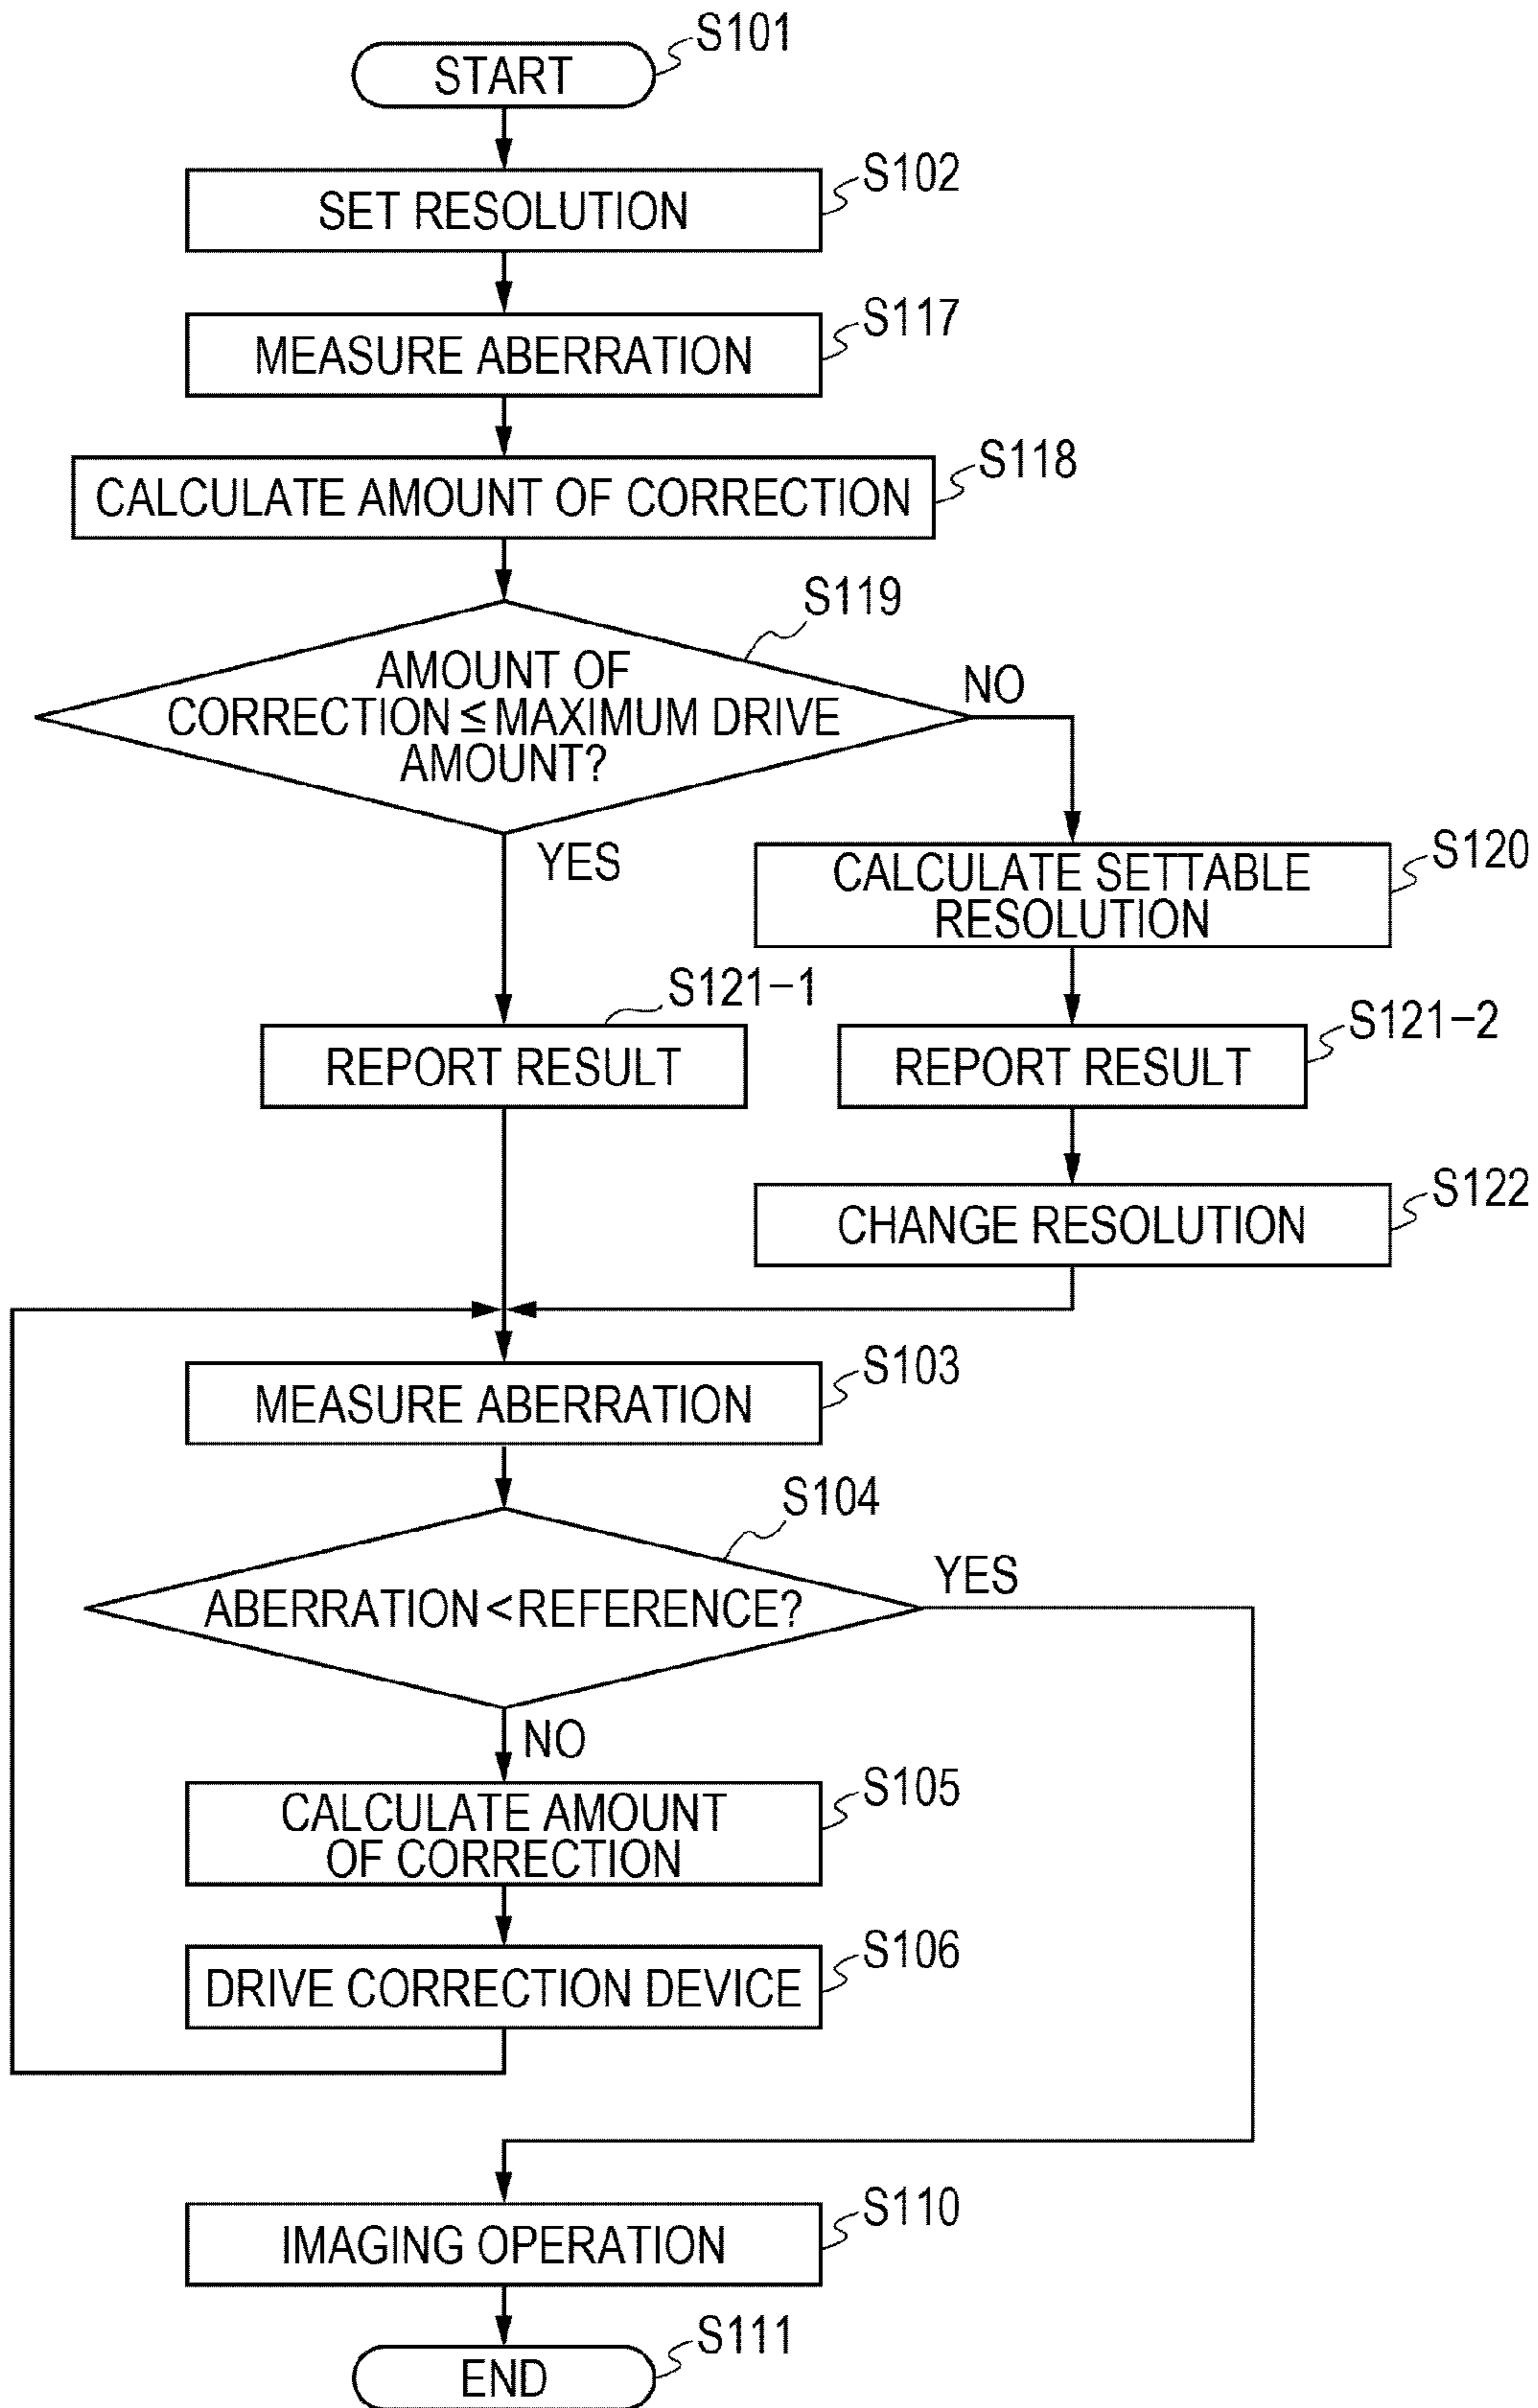 S101
START
S102
SET RESOLUTION
S117
MEASURE ABERRATION
S118
CALCULATE AMOUNT OF CORRECTION
S119
AMOUNT OF
CORRECTION≤MAXIMUM DRIVE
AMOUNT?
NO
YES
S120
CALCULATE SETTABLE
RESOLUTION
S121-1
REPORT RESULT
S121-2
REPORT RESULT
S122
CHANGE RESOLUTION
S103
MEASURE ABERRATION
S104
ABERRATION<REFERENCE?
YES
NO
S105
CALCULATE AMOUNT
OF CORRECTION
S106
DRIVE CORRECTION DEVICE
S110
IMAGING OPERATION
S111
END